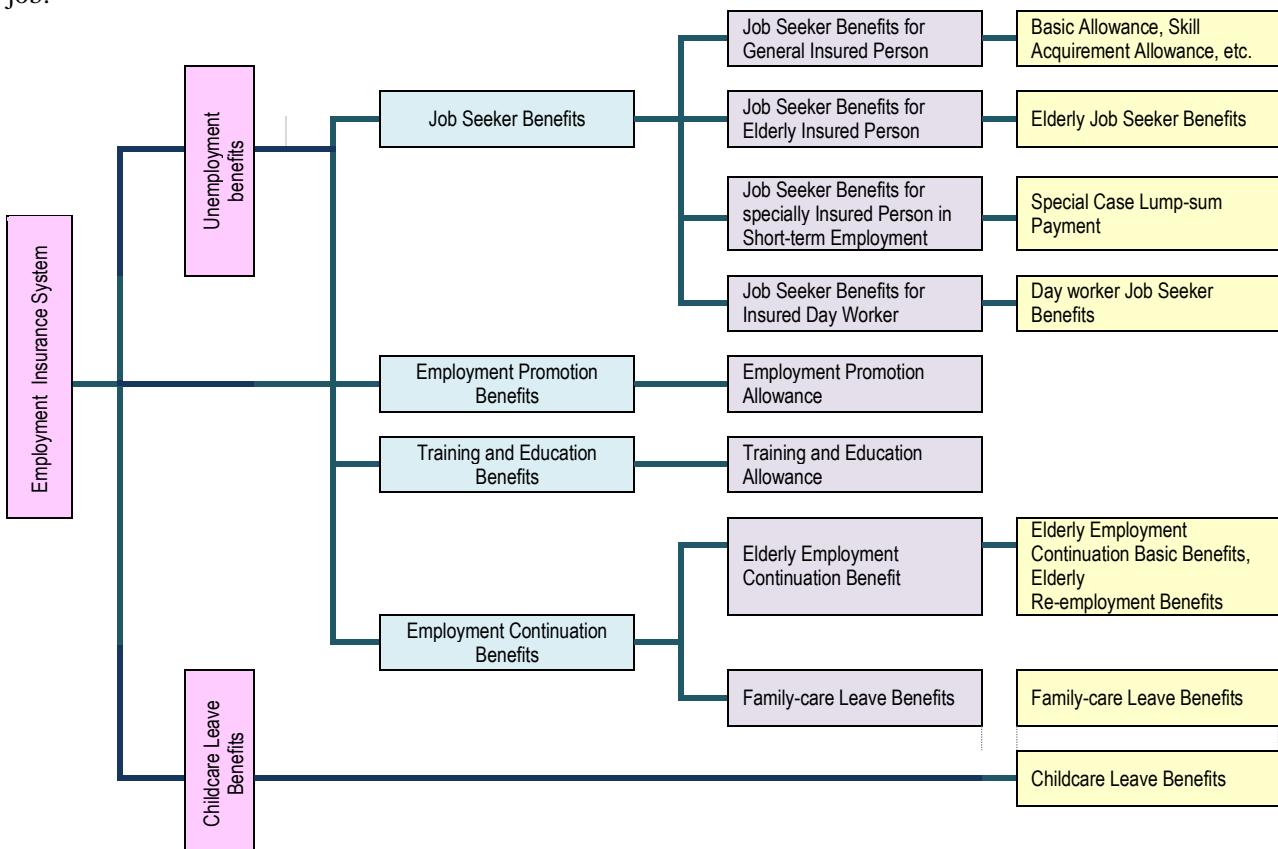 job.
Employment Insurance System
Unemployment
benefits
Job Seeker Benefits
Job Seeker Benefits for
General Insured Person
Basic Allowance, Skill
Acquirement Allowance, etc.
Job Seeker Benefits for
Elderly Insured Person
Elderly Job Seeker Benefits
Job Seeker Benefits for
specially Insured Person in
Short-term Employment
Special Case Lump-sum
Payment
Job Seeker Benefits for
Insured Day Worker
Day worker Job Seeker
Benefits
Employment Promotion
Benefits
Employment Promotion
Allowance
Training and Education
Benefits
Training and Education
Allowance
Employment Continuation
Benefits
Elderly Employment
Continuation Benefit
Elderly Employment
Continuation Basic Benefits,
Elderly
Re-employment Benefits
Family-care Leave Benefits
Family-care Leave Benefits
Childcare Leave
Benefits
Childcare Leave Benefits